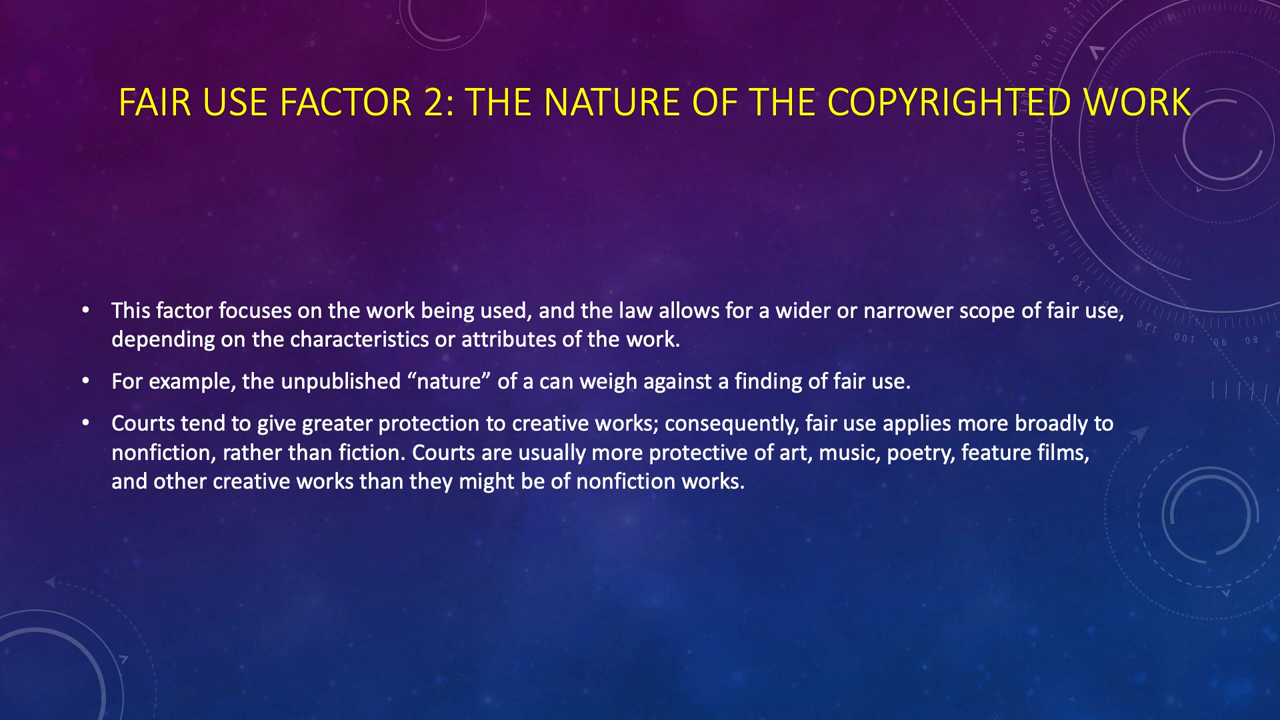 FAIR USE FACTOR 2: THE NATURE OF THE COPYRIGHTED WORK
• This factor focuses on the work being used, and the law allows for a wider or narrower scope of fair use,
depending on the characteristics or attributes of the work.
• For example, the unpublished “nature” of a can weigh against a finding of fair use.
• Courts tend to give greater protection to creative works; consequently, fair use applies more broadly to
nonfiction, rather than fiction. Courts are usually more protective of art, music, poetry, feature films,
and other creative works than they might be of nonfiction works.